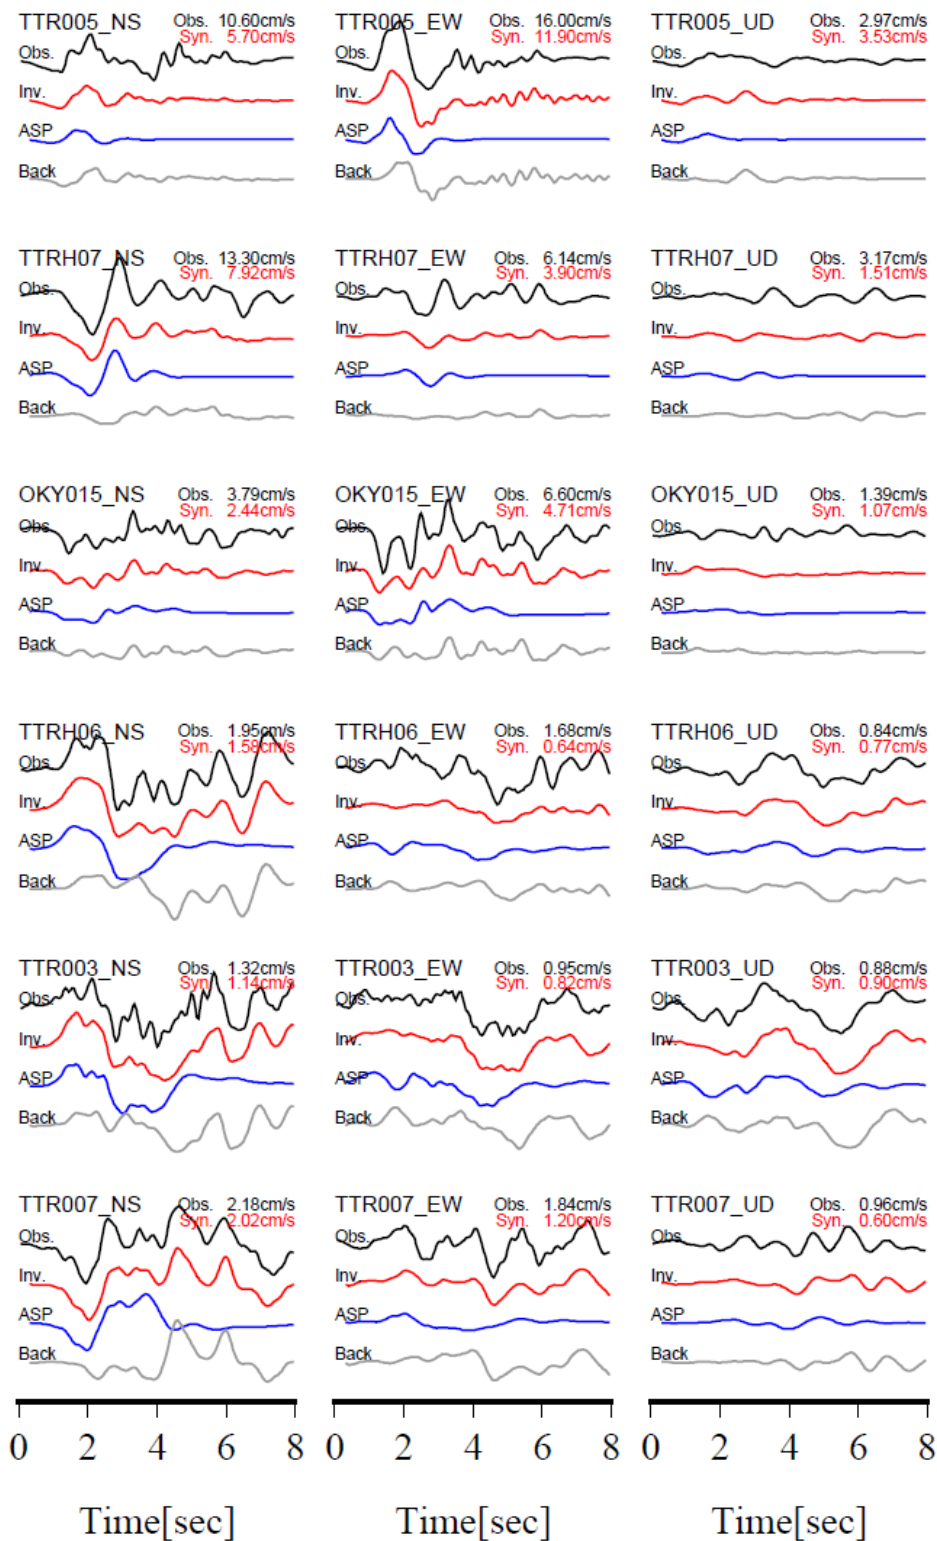 TTR005_NS Obs. 10.60cm/s
Syn. 5.70cm/s
Obs.
Inv.
ASP
Back
TTR005_EW Obs. 16.00cm/s
Syn. 11.90cm/s
Obs.
Inv.
ASP
Back
TTR005_UD Obs. 2.97cm/s
Syn. 3.53cm/s
Obs.
Inv.
ASP
Back
TTRH07_NS Obs. 13.30cm/s
Syn. 7.92cm/s
Obs.
Inv.
ASP
Back
TTRH07_EW Obs. 6.14cm/s
Syn. 3.90cm/s
Obs.
Inv.
ASP
Back
TTRH07_UD Obs. 3.17cm/s
Syn. 1.51cm/s
Obs.
Inv.
ASP
Back
OKY015_NS Obs. 3.79cm/s
Syn. 2.44cm/s
Obs.
Inv.
ASP
Back
OKY015_EW Obs. 6.60cm/s
Syn. 4.71cm/s
Obs.
Inv.
ASP
Back
OKY015_UD Obs. 1.39cm/s
Syn. 1.07cm/s
Obs.
Inv.
ASP
Back
TTRH06_NS Obs. 1.95cm/s
Syn. 1.58cm/s
Obs.
Inv.
ASP
Back
TTRH06_EW Obs. 1.68cm/s
Syn. 0.64cm/s
Obs.
Inv.
ASP
Back
TTRH06_UD Obs. 0.84cm/s
Syn. 0.77cm/s
Obs.
Inv.
ASP
Back
TTR003_NS Obs. 1.32cm/s
Syn. 1.14cm/s
Obs.
Inv.
ASP
Back
TTR003_EW Obs. 0.95cm/s
Syn. 0.82cm/s
Obs.
Inv.
ASP
Back
TTR003_UD Obs. 0.88cm/s
Syn. 0.90cm/s
Obs.
Inv.
ASP
Back
TTR007_NS Obs. 2.18cm/s
Syn. 2.02cm/s
Obs.
Inv.
ASP
Back
TTR007_EW Obs. 1.84cm/s
Syn. 1.20cm/s
Obs.
Inv.
ASP
Back
TTR007_UD Obs. 0.96cm/s
Syn. 0.60cm/s
Obs.
Inv.
ASP
Back
0 2 4 6 8 0 2 4 6 8 0 2 4 6 8
Time[sec] Time[sec] Time[sec]